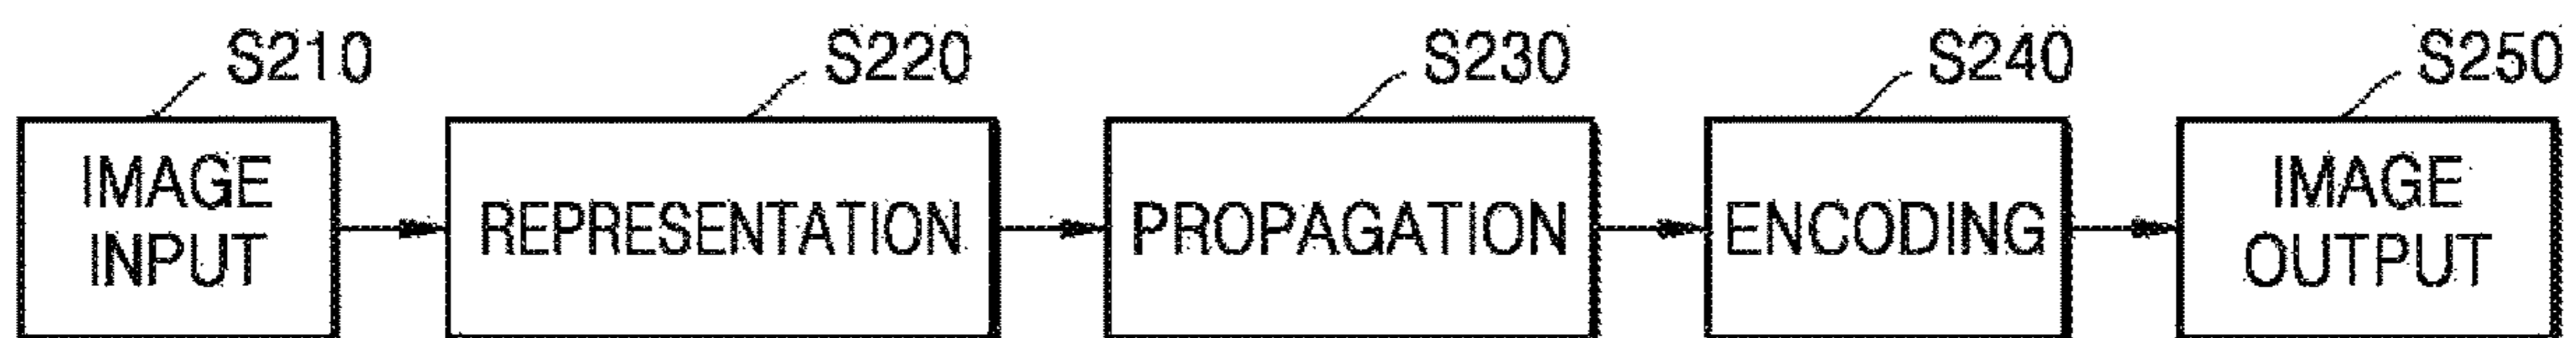 S210
S220
S230
S240
S250
IMAGE
INPUT
REPRESENTATION
PROPAGATION
ENCODING
IMAGE
OUTPUT